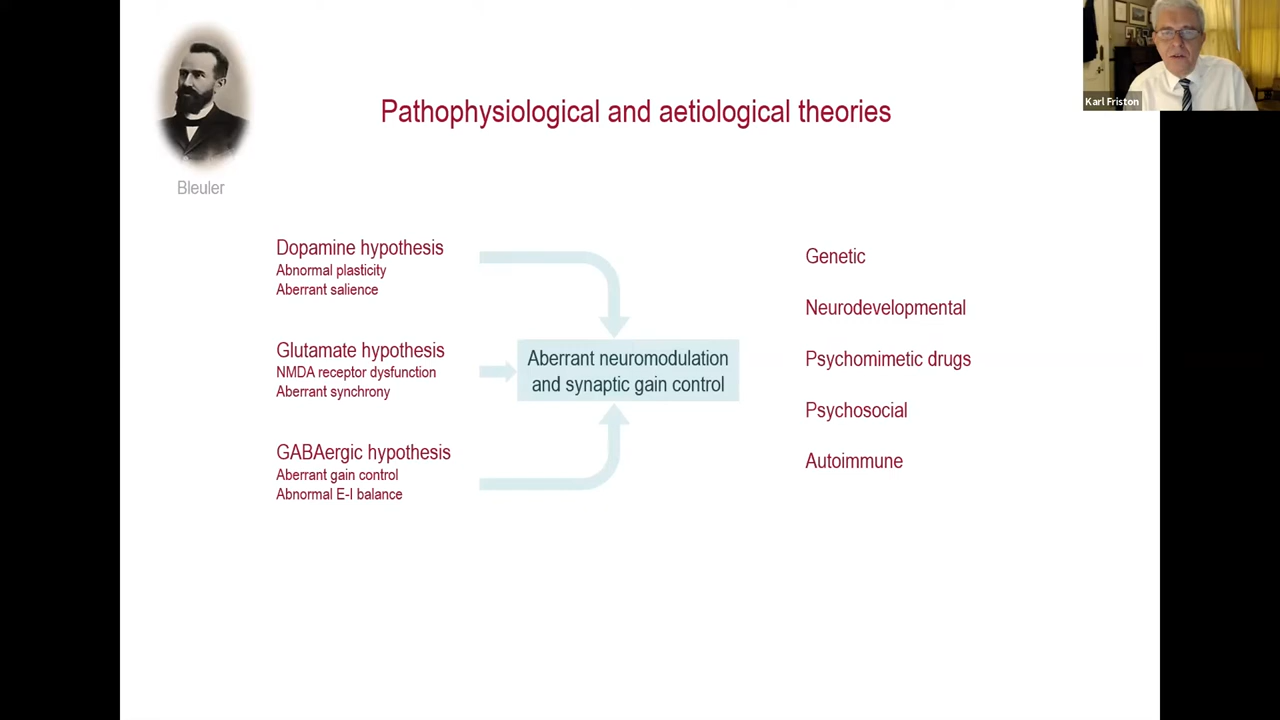 Karl Friston
Pathophysiological and aetiological theories
Bleuler
Dopamine hypothesis
Abnormal plasticity
Aberrant salience
Glutamate hypothesis
NMDA receptor dysfunction
Aberrant synchrony
GABAergic hypothesis
Aberrant gain control
Abnormal E-I balance
Aberrant neuromodulation
and synaptic gain control
Genetic
Neurodevelopmental
Psychomimetic drugs
Psychosocial
Autoimmune